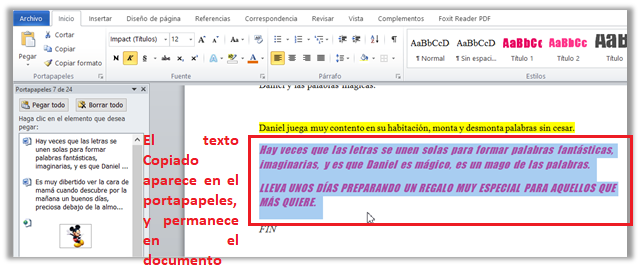 Archivo Inicio Insertar Diseño de página Referencias Correspondencia Revisar Vista Complementos Foxit Reader PDF
Pegar
Cortar
Copiar
Copiar formato
Portapapeles
Impact (Títulos) 12
Fuente
Párrafo
AaBbCcD AaBbCcD AaBbCcD AaBbCcD AaB
¶ Normal ¶ Sin espaci... Título 1 Título 2
Estilos
Portapapeles 7 de 24
Pegar todo Borrar todo
Haga clic en el elemento que desea pegar:
Hay veces que las letras se unen solas para formar palabras fantásticas, imaginarias, y es que Daniel ...
Es muy dibertido ver la cara de mamá cuando descubre por la mañana un buenos días, preciosa debajo de la almo...
El texto
Copiado
aparece en el
portapapeles,
y permanece
en el
documento
Daniel y las palabras mágicas.
Daniel juega muy contento en su habitación, monta y desmonta palabras sin cesar.
Hay veces que las letras se unen solas para formar palabras fantásticas,
imaginarias, y es que Daniel es mágico, es un mago de las palabras.
LLEVA UNOS DÍAS PREPARANDO UN REGALO MUY ESPECIAL PARA AQUELLOS QUE
MÁS QUIERE.
FIN